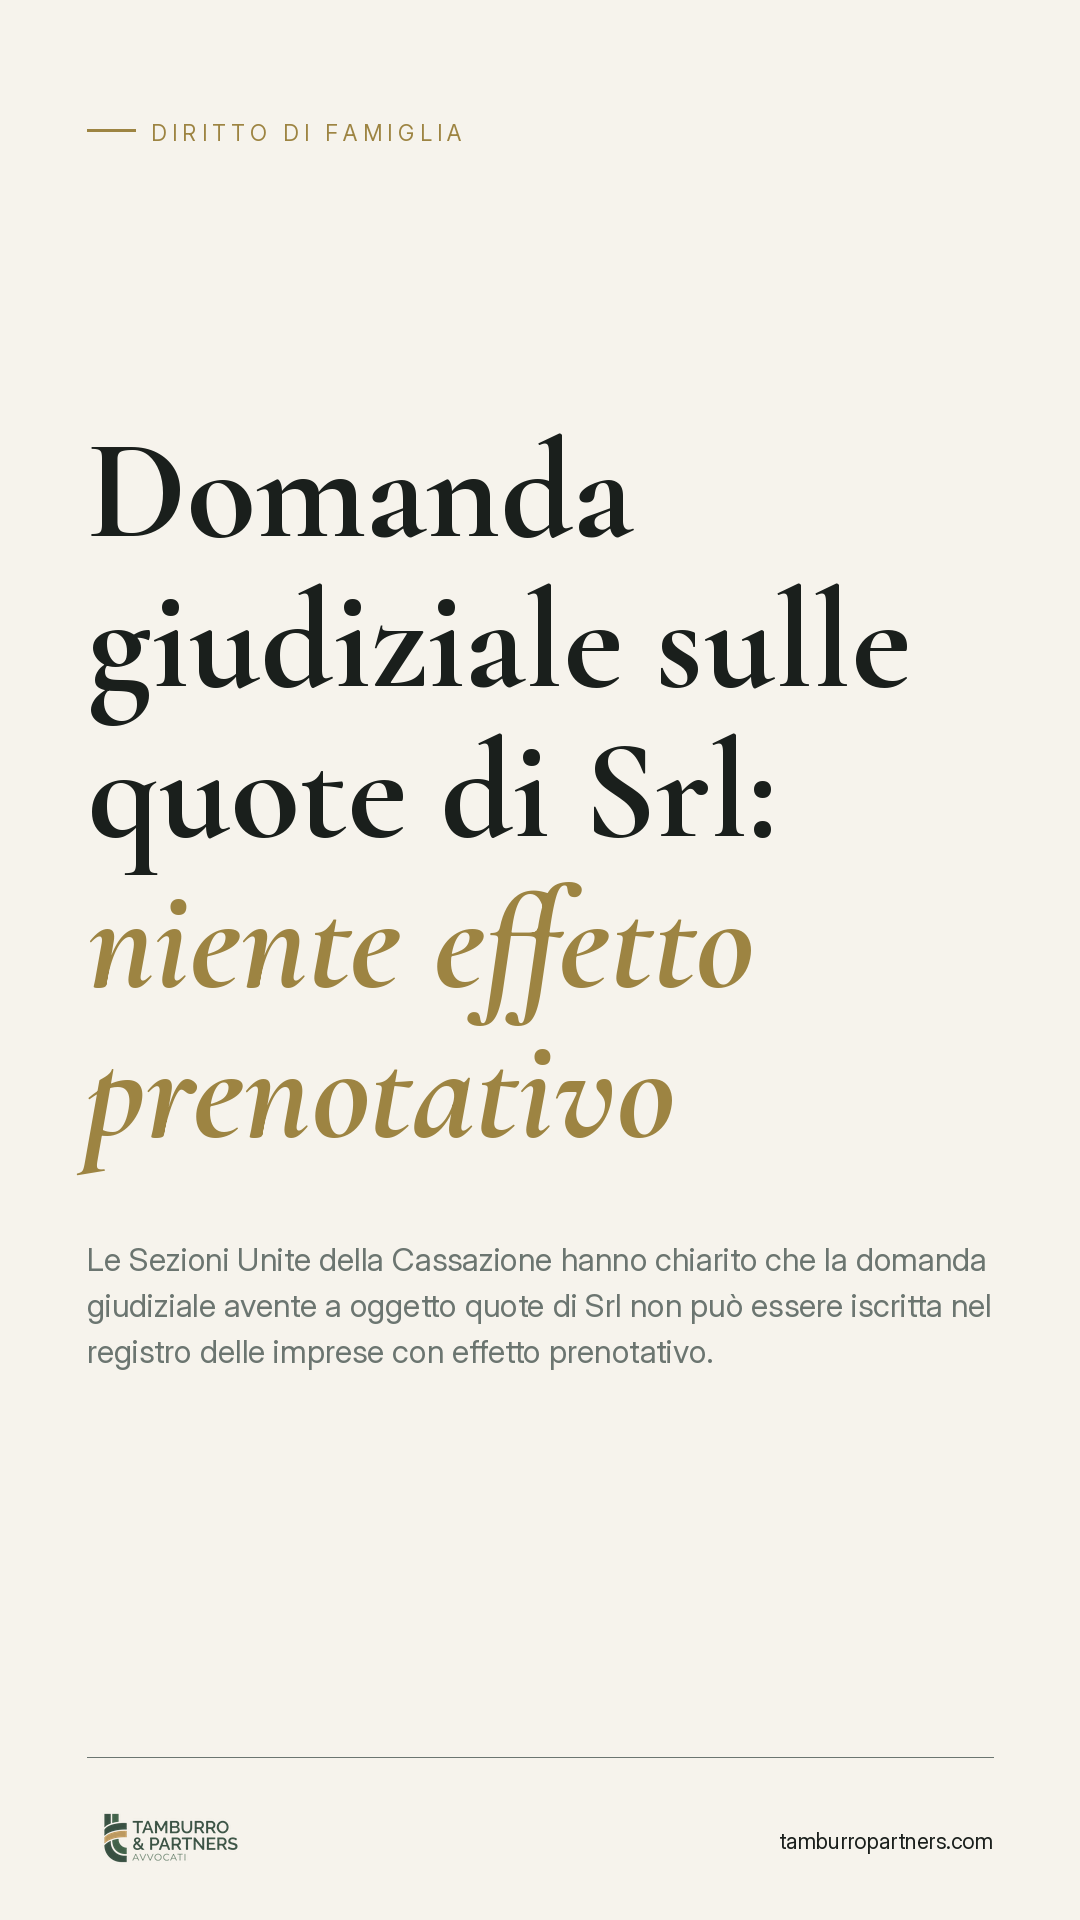 DIRITTO DI FAMIGLIA
Domanda
giudiziale sulle
quote di Srl:
niente effetto
prenotativo
Le Sezioni Unite della Cassazione hanno chiarito che la domanda
giudiziale avente a oggetto quote di Srl non può essere iscritta nel
registro delle imprese con effetto prenotativo.
TAMBURRO
& PARTNERS
AVVOCATI
tamburropartners.com